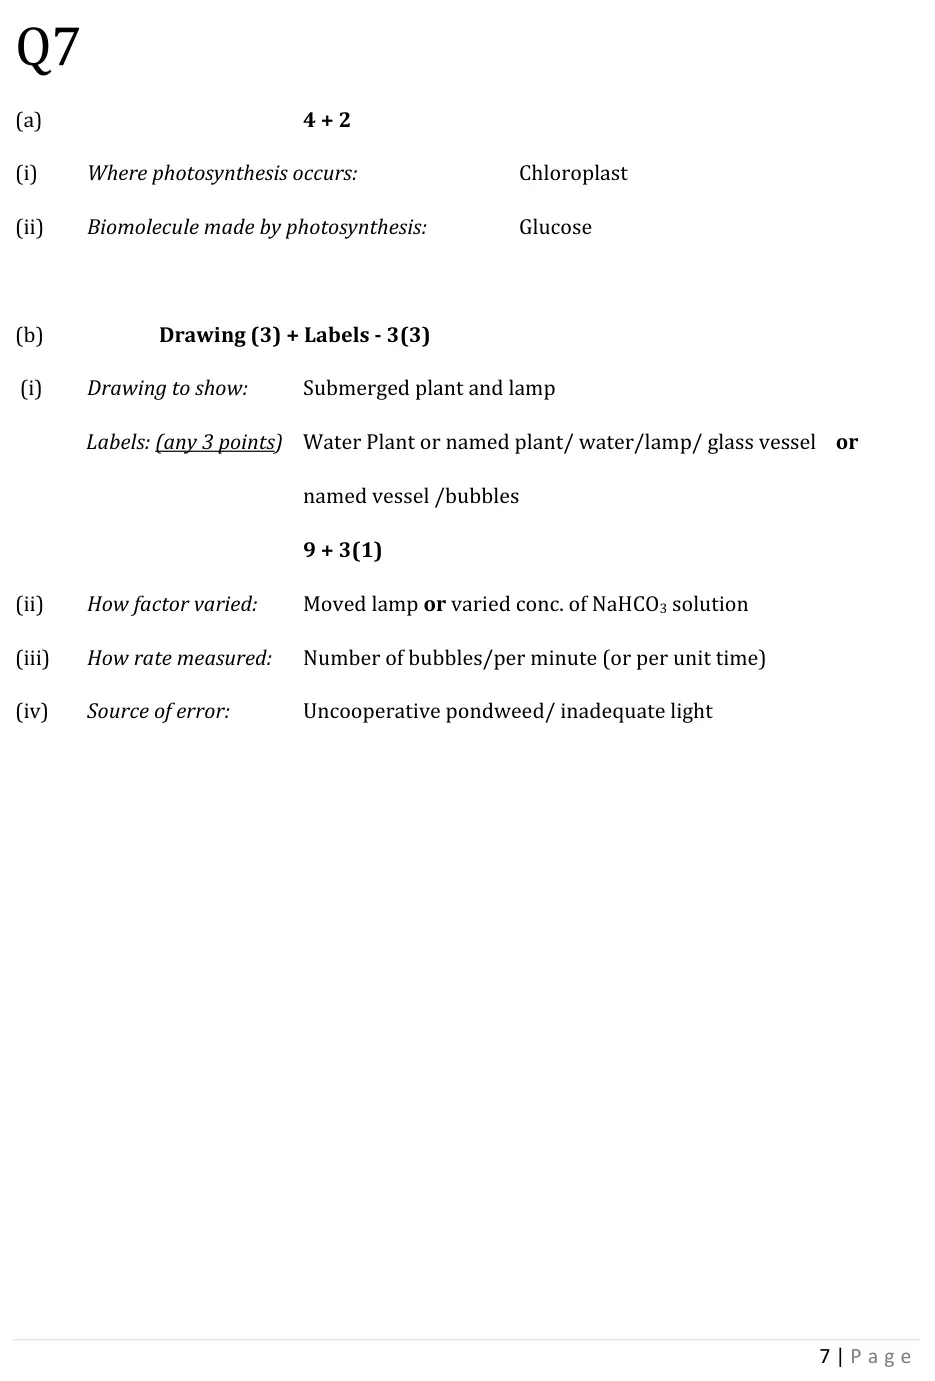 Q7
(a) 4 + 2
(i) Where photosynthesis occurs: Chloroplast
(ii) Biomolecule made by photosynthesis: Glucose
(b) Drawing (3) + Labels - 3(3)
(i) Drawing to show: Submerged plant and lamp
Labels: (any 3 points) Water Plant or named plant/ water/lamp/ glass vessel or
named vessel /bubbles
9 + 3(1)
(ii) How factor varied: Moved lamp or varied conc. of NaHCO₃ solution
(iii) How rate measured: Number of bubbles/per minute (or per unit time)
(iv) Source of error: Uncooperative pondweed/ inadequate light
7 | Page